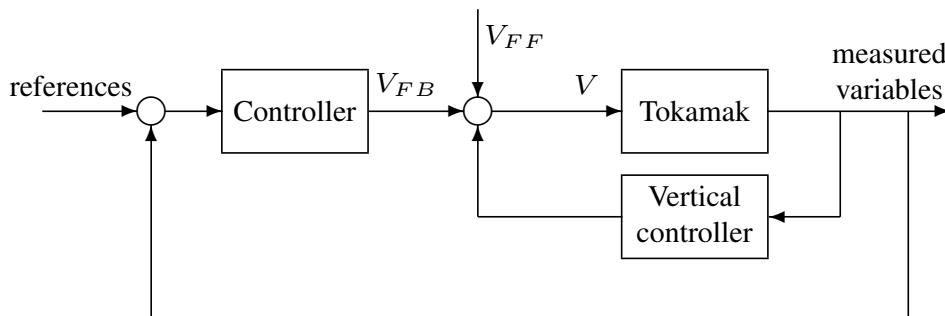 references
Controller
V_{FB}
V_{FF}
V
Tokamak
measured
variables
Vertical
controller